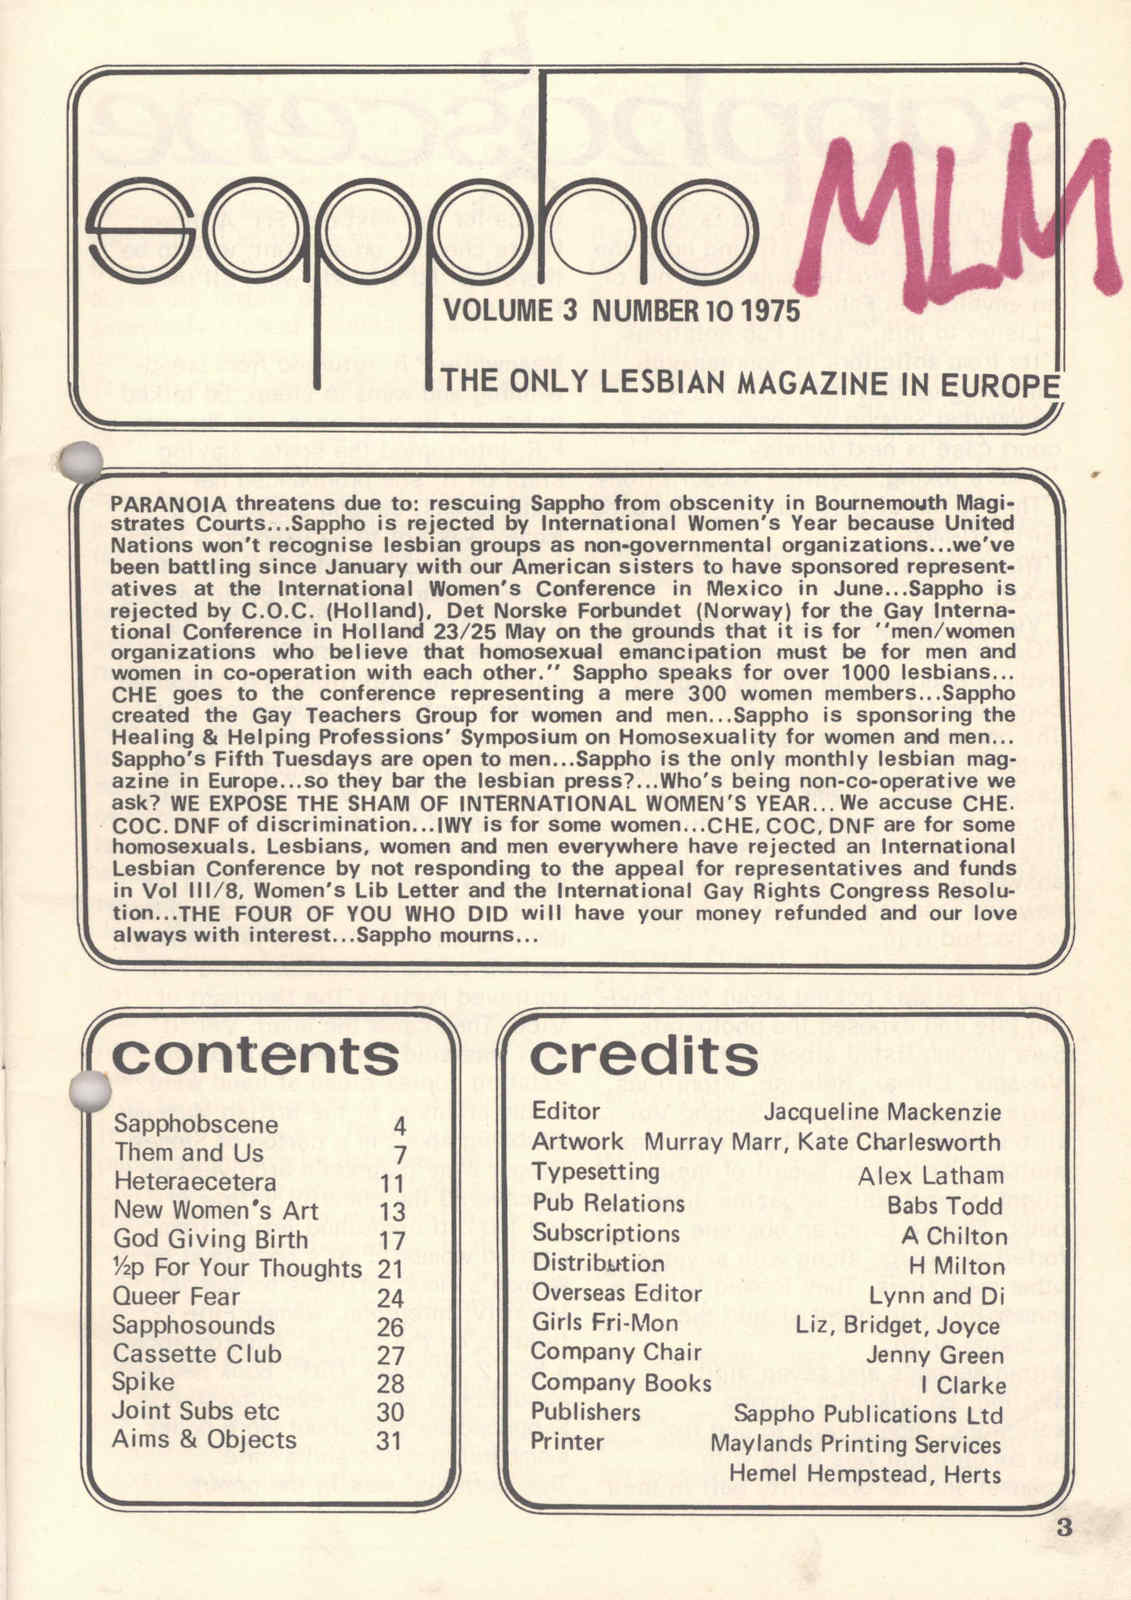 sappho
MLM
VOLUME 3 NUMBER 10 1975
THE ONLY LESBIAN MAGAZINE IN EUROPE
PARANOIA threatens due to: rescuing Sappho from obscenity in Bournemouth Magi-
strates Courts...Sappho is rejected by International Women's Year because United
Nations won't recognise lesbian groups as non-governmental organizations...we've
been battling since January with our American sisters to have sponsored represent-
atives at the International Women's Conference in Mexico in June...Sappho is
rejected by C.O.C. (Holland), Det Norske Forbundet (Norway) for the Gay Interna-
tional Conference in Holland 23/25 May on the grounds that it is for "men/women
organizations who believe that homosexual emancipation must be for men and
women in co-operation with each other." Sappho speaks for over 1000 lesbians...
CHE goes to the conference representing a mere 300 women members...Sappho
created the Gay Teachers Group for women and men...Sappho is sponsoring the
Healing & Helping Professions' Symposium on Homosexuality for women and men...
Sappho's Fifth Tuesdays are open to men...Sappho is the only monthly lesbian mag-
azine in Europe...so they bar the lesbian press?...Who's being non-co-operative we
ask? WE EXPOSE THE SHAM OF INTERNATIONAL WOMEN'S YEAR... We accuse CHE.
COC. DNF of discrimination...IWY is for some women...CHE, COC, DNF are for some
homosexuals. Lesbians, women and men everywhere have rejected an International
Lesbian Conference by not responding to the appeal for representatives and funds
in Vol III/8, Women's Lib Letter and the International Gay Rights Congress Resolu-
tion...THE FOUR OF YOU WHO DID will have your money refunded and our love
always with interest...Sappho mourns...
contents
Sapphobscene 4
Them and Us 7
Heteraecetera 11
New Women's Art 13
God Giving Birth 17
½p For Your Thoughts 21
Queer Fear 24
Sapphosounds 26
Cassette Club 27
Spike 28
Joint Subs etc 30
Aims & Objects 31
credits
Editor Jacqueline Mackenzie
Artwork Murray Marr, Kate Charlesworth
Typesetting Alex Latham
Pub Relations Babs Todd
Subscriptions A Chilton
Distribution H Milton
Overseas Editor Lynn and Di
Girls Fri-Mon Liz, Bridget, Joyce
Company Chair Jenny Green
Company Books I Clarke
Publishers Sappho Publications Ltd
Printer Maylands Printing Services
Hemel Hempstead, Herts
3